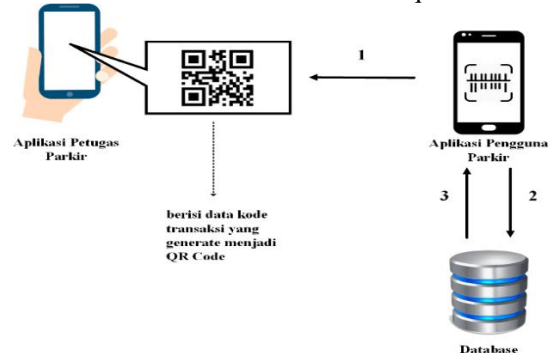 1
Aplikasi Petugas
Parkir
Aplikasi Pengguna
Parkir
berisi data kode
transaksi yang
generate menjadi
QR Code
3
2
Database